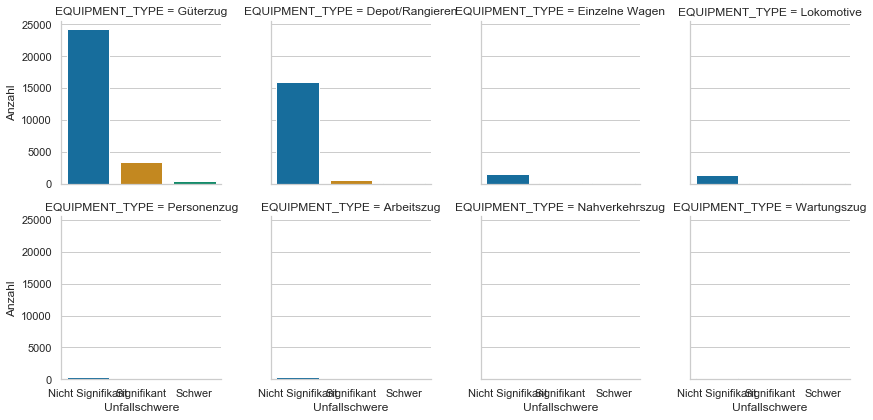 EQUIPMENT_TYPE = Güterzug
EQUIPMENT_TYPE = Depot/Rangieren
EQUIPMENT_TYPE = Einzelne Wagen
EQUIPMENT_TYPE = Lokomotive
25000
20000
15000
10000
5000
0
Anzahl
EQUIPMENT_TYPE = Personenzug
EQUIPMENT_TYPE = Arbeitszug
EQUIPMENT_TYPE = Nahverkehrszug
EQUIPMENT_TYPE = Wartungszug
25000
20000
15000
10000
5000
0
Anzahl
Nicht Signifikant Signifikant Schwer
Nicht Signifikant Signifikant Schwer
Nicht Signifikant Signifikant Schwer
Nicht Signifikant Signifikant Schwer
Unfallschwere
Unfallschwere
Unfallschwere
Unfallschwere